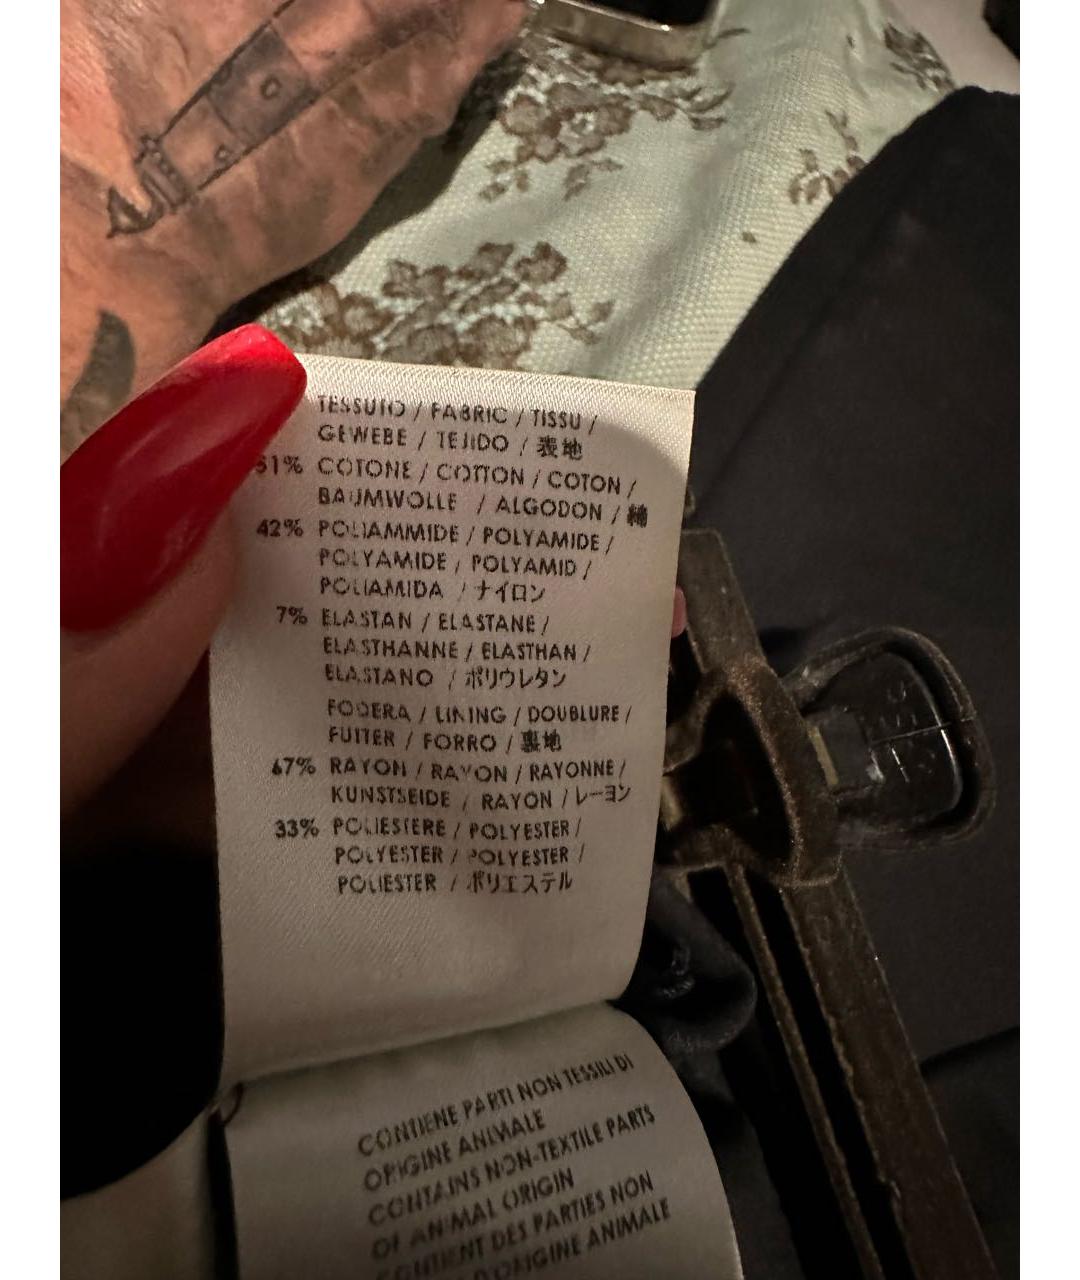 TESSUTO / FABRIC / TISSU /
GEWEBE / TEJIDO / 表地
51% COTONE / COTTON / COTON /
BAUMWOLLE / ALGODON / 綿
42% POLIAMMIDE / POLYAMIDE /
POLYAMIDE / POLYAMID /
POLIAMIDA / ナイロン
7% ELASTAN / ELASTANE /
ELASTHANNE / ELASTHAN /
ELASTANO / ポリウレタン
FODERA / LINING / DOUBLURE /
FUTTER / FORRO / 裏地
67% RAYON / RAYON / RAYONNE /
KUNSTSEIDE / RAYON / レーヨン
33% POLIESTERE / POLYESTER /
POLYESTER / POLYESTER /
POLIESTER / ポリエステル
CONTIENE PARTI NON TESSILI DI
ORIGINE ANIMALE
CONTAINS NON-TEXTILE PARTS
OF ANIMAL ORIGIN
CONTIENT DES PARTIES NON
D'ORIGINE ANIMALE